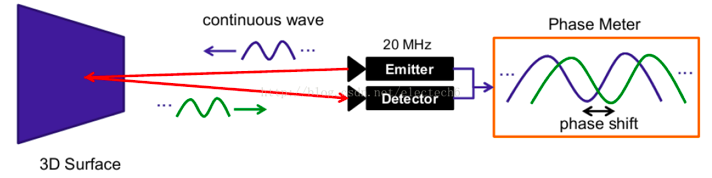 continuous wave
20 MHz
Phase Meter
Emitter
Detector
phase shift
3D Surface